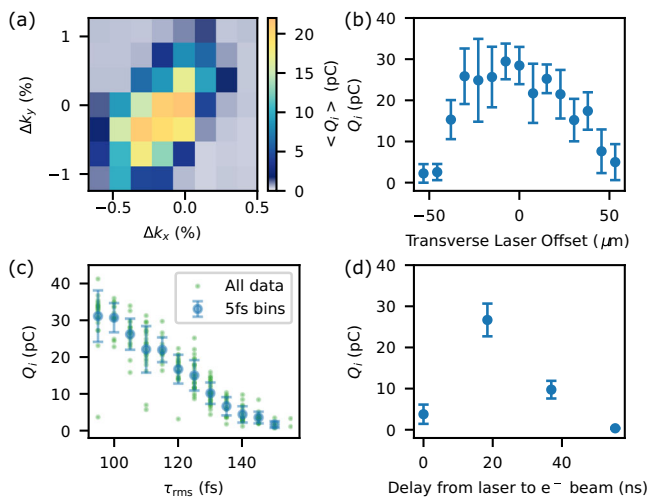 (a)
1
0
−1
Δk_y (%)
−0.5
0.0
0.5
Δk_x (%)
20
15
10
5
0
< Q_i > (pC)
(b)
40
30
20
10
0
Q_i (pC)
−50
0
50
Transverse Laser Offset (μm)
(c)
40
30
20
10
0
Q_i (pC)
All data
5fs bins
100
120
140
τ_rms (fs)
(d)
40
30
20
10
0
Q_i (pC)
0
20
40
Delay from laser to e⁻ beam (ns)